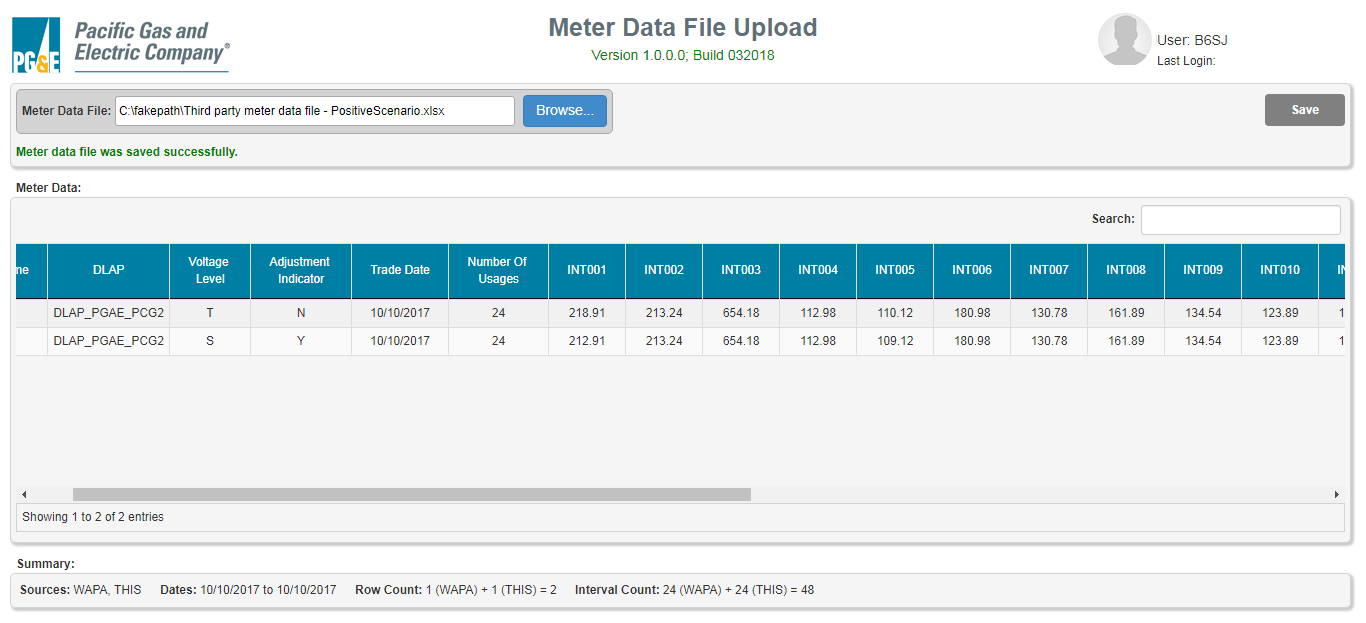 Pacific Gas and
Electric Company®
PG&E
Meter Data File Upload
Version 1.0.0.0; Build 032018
User: B6SJ
Last Login:
Meter Data File: C:\fakepath\Third party meter data file - PositiveScenario.xlsx Browse... Save
Meter data file was saved successfully.
Meter Data:
Search:
ne DLAP Voltage Level Adjustment Indicator Trade Date Number Of Usages INT001 INT002 INT003 INT004 INT005 INT006 INT007 INT008 INT009 INT010
DLAP_PGAE_PCG2 T N 10/10/2017 24 218.91 213.24 654.18 112.98 110.12 180.98 130.78 161.89 134.54 123.89 1
DLAP_PGAE_PCG2 S Y 10/10/2017 24 212.91 213.24 654.18 112.98 109.12 180.98 130.78 161.89 134.54 123.89 1
Showing 1 to 2 of 2 entries
Summary:
Sources: WAPA, THIS Dates: 10/10/2017 to 10/10/2017 Row Count: 1 (WAPA) + 1 (THIS) = 2 Interval Count: 24 (WAPA) + 24 (THIS) = 48